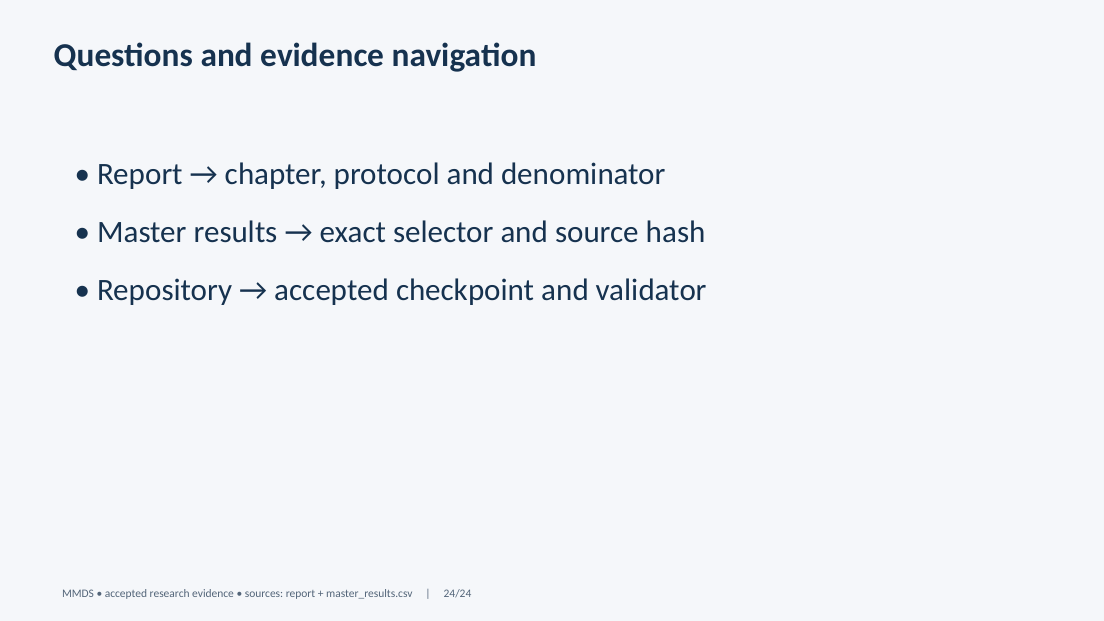 Questions and evidence navigation
• Report → chapter, protocol and denominator
• Master results → exact selector and source hash
• Repository → accepted checkpoint and validator
MMDS • accepted research evidence • sources: report + master_results.csv | 24/24